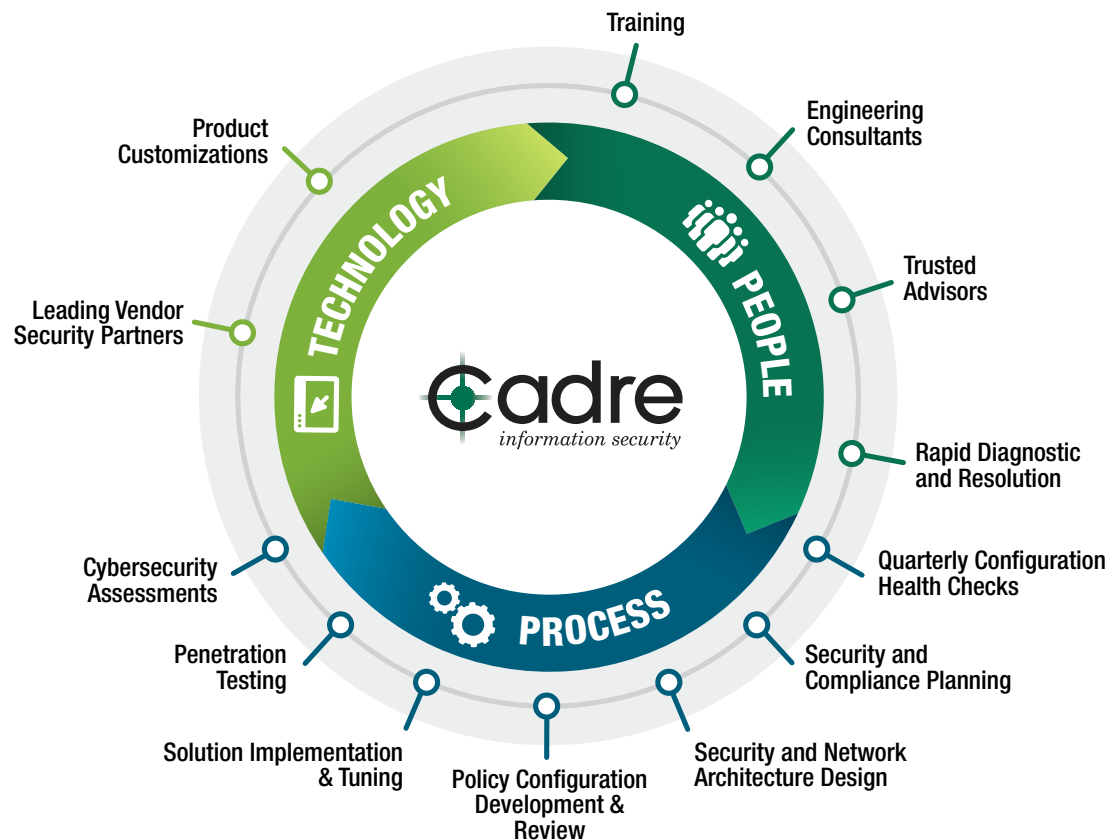 Training
Engineering
Consultants
Trusted
Advisors
Rapid Diagnostic
and Resolution
Quarterly Configuration
Health Checks
Security and
Compliance Planning
Security and Network
Architecture Design
Policy Configuration
Development &
Review
Solution Implementation
& Tuning
Penetration
Testing
Cybersecurity
Assessments
Leading Vendor
Security Partners
Product
Customizations
TECHNOLOGY
PEOPLE
PROCESS
cadre
information security